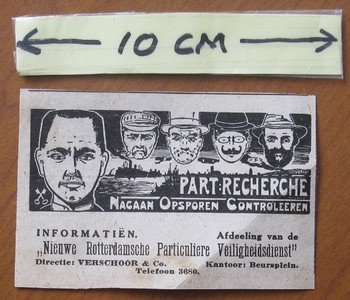 10 CM
PART. RECHERCHE
NAGAAN OPSPOREN CONTROLEEREN
INFORMATIËN. Afdeeling van de
„Nieuwe Rotterdamsche Particuliere Veiligheidsdienst"
Directie: VERSCHOOR & Co. Kantoor: Beursplein.
Telefoon 3680.